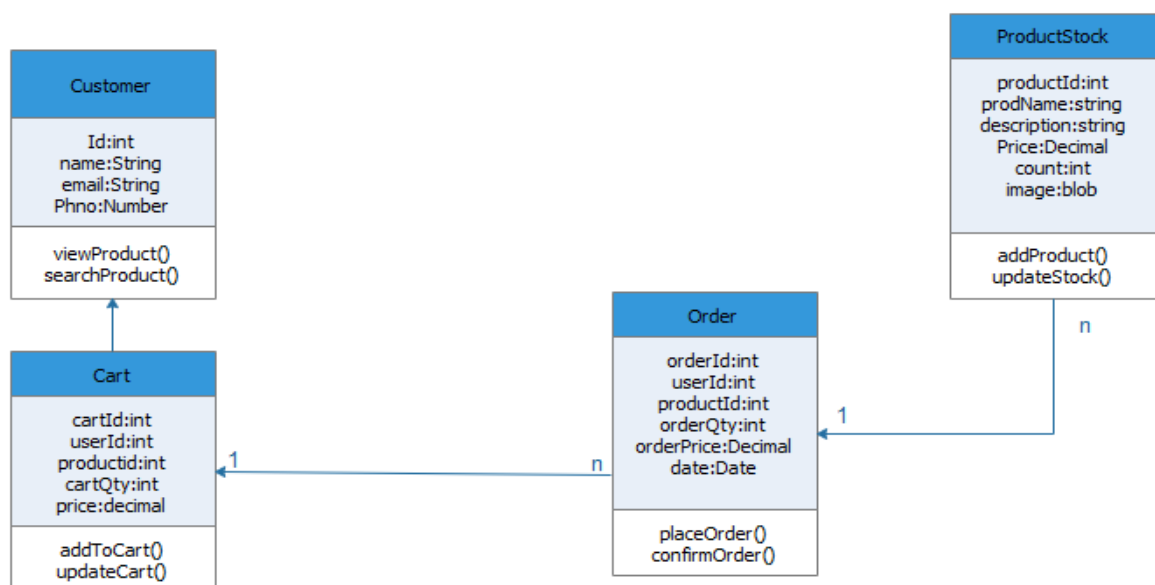 Customer
Id:int
name:String
email:String
Phno:Number
viewProduct()
searchProduct()
Cart
cartId:int
userId:int
productid:int
cartQty:int
price:decimal
addToCart()
updateCart()
1
n
Order
orderId:int
userId:int
productId:int
orderQty:int
orderPrice:Decimal
date:Date
placeOrder()
confirmOrder()
1
n
ProductStock
productId:int
prodName:string
description:string
Price:Decimal
count:int
image:blob
addProduct()
updateStock()